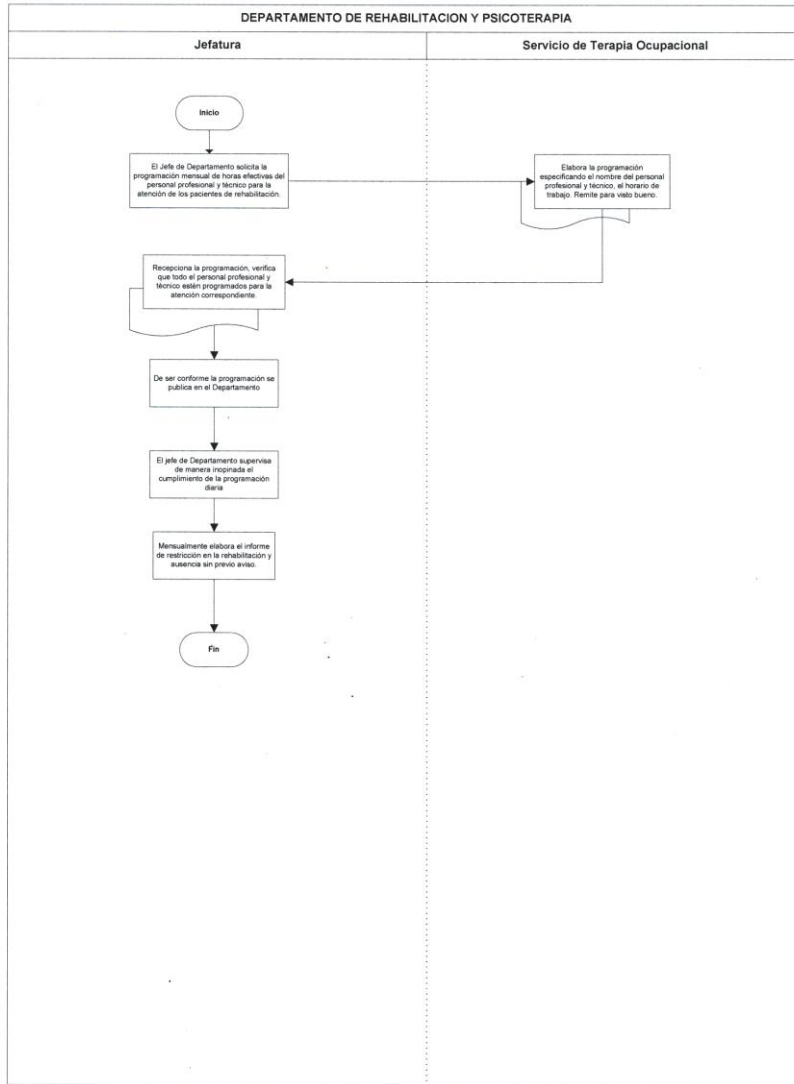 DEPARTAMENTO DE REHABILITACION Y PSICOTERAPIA
Jefatura
Servicio de Terapia Ocupacional
Inicio
El Jefe de Departamento solicita la
programación mensual de horas efectivas del
personal profesional y técnico para la
atención de los pacientes de rehabilitación.
Elabora la programación
especificando el nombre del personal
profesional y técnico, el horario de
trabajo. Remite para visto bueno.
Recepciona la programación, verifica
que todo el personal profesional y
técnico estén programados para la
atención correspondiente.
De ser conforme la programación se
publica en el Departamento
El jefe de Departamento supervisa
de manera inopinada el
cumplimiento de la programación
diaria
Mensualmente elabora el informe
de restricción en la rehabilitación y
ausencia sin previo aviso.
Fin